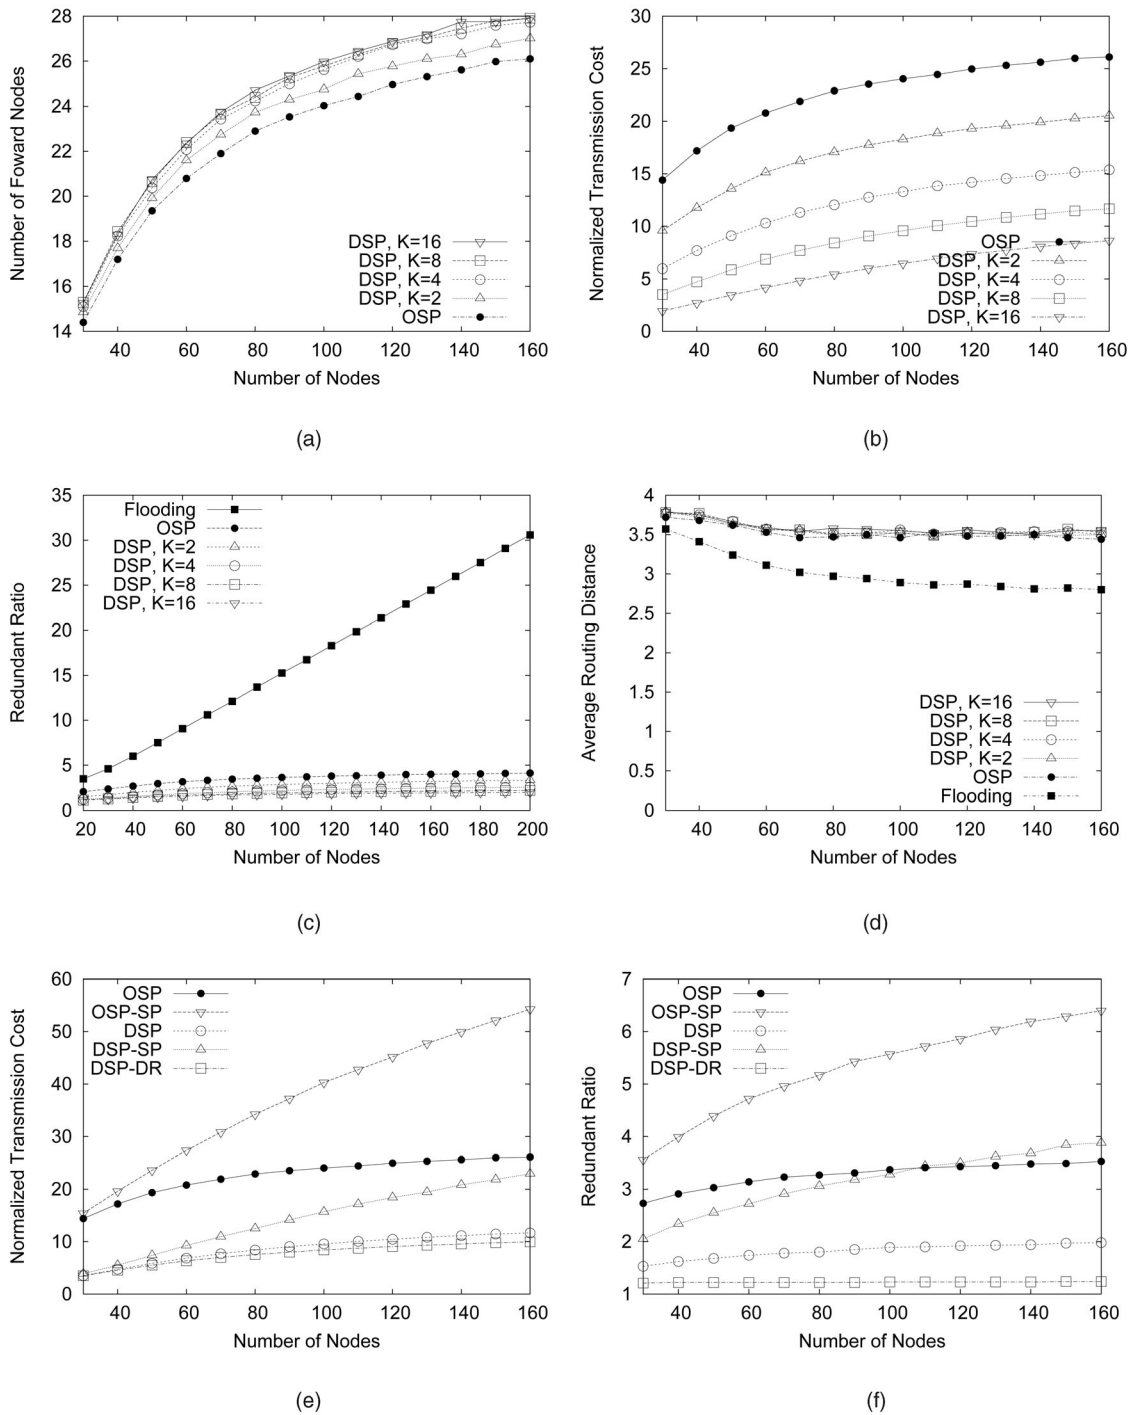 28
26
24
22
20
18
16
14
Number of Foward Nodes
DSP, K=16
DSP, K=8
DSP, K=4
DSP, K=2
OSP
40 60 80 100 120 140 160
Number of Nodes
(a)
30
25
20
15
10
5
0
Normalized Transmission Cost
OSP
DSP, K=2
DSP, K=4
DSP, K=8
DSP, K=16
40 60 80 100 120 140 160
Number of Nodes
(b)
35
30
25
20
15
10
5
0
Redundant Ratio
Flooding
OSP
DSP, K=2
DSP, K=4
DSP, K=8
DSP, K=16
20 40 60 80 100 120 140 160 180 200
Number of Nodes
(c)
4
3.5
3
2.5
2
1.5
1
0.5
0
Average Routing Distance
DSP, K=16
DSP, K=8
DSP, K=4
DSP, K=2
OSP
Flooding
40 60 80 100 120 140 160
Number of Nodes
(d)
60
50
40
30
20
10
0
Normalized Transmission Cost
OSP
OSP-SP
DSP
DSP-SP
DSP-DR
40 60 80 100 120 140 160
Number of Nodes
(e)
7
6
5
4
3
2
1
Redundant Ratio
OSP
OSP-SP
DSP
DSP-SP
DSP-DR
40 60 80 100 120 140 160
Number of Nodes
(f)